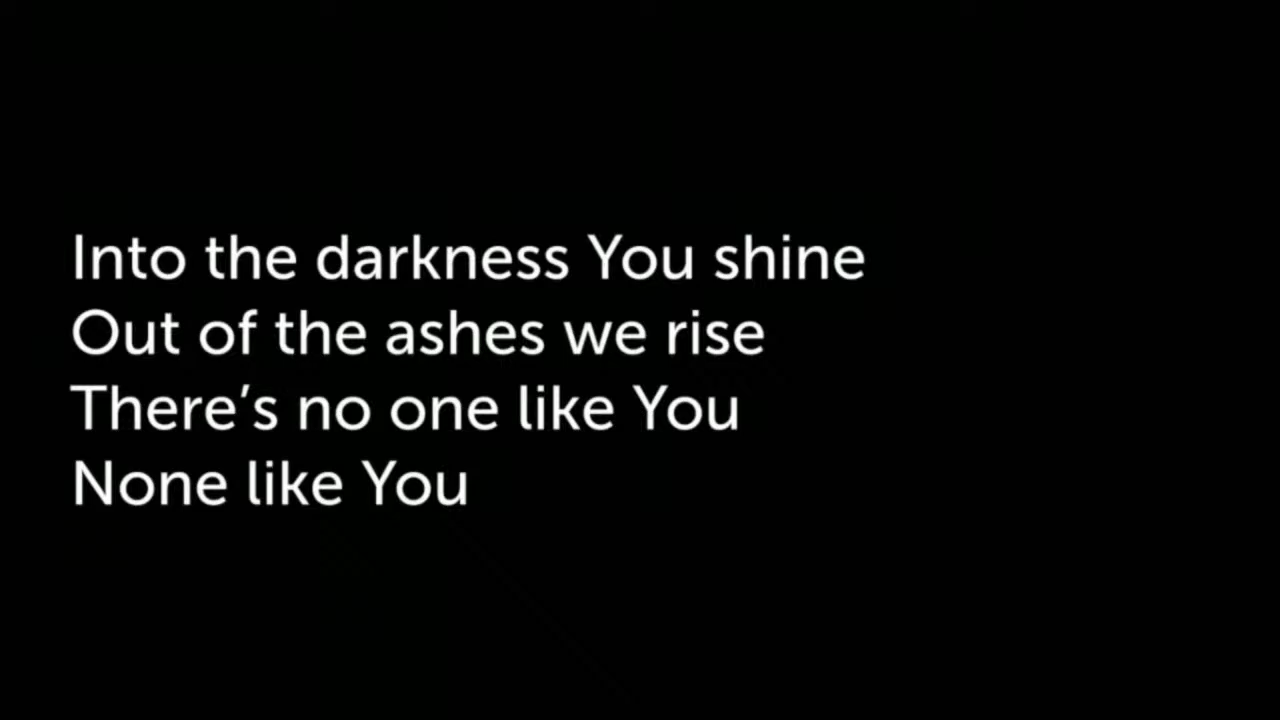 Into the darkness You shine
Out of the ashes we rise
There’s no one like You
None like You